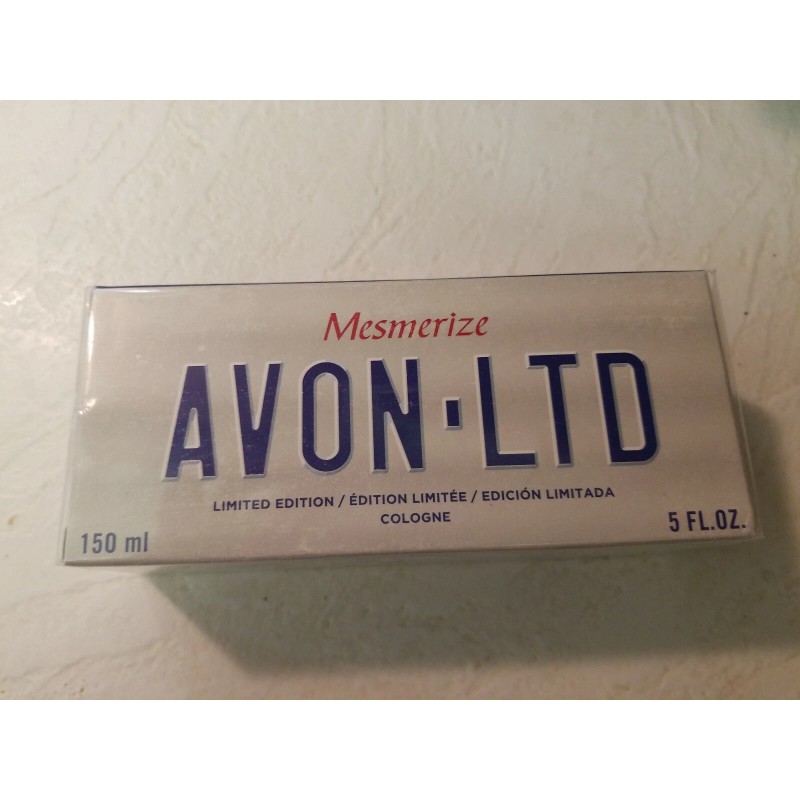 Mesmerize
AVON·LTD
LIMITED EDITION / ÉDITION LIMITÉE / EDICIÓN LIMITADA
COLOGNE
150 ml 5 FL.OZ.